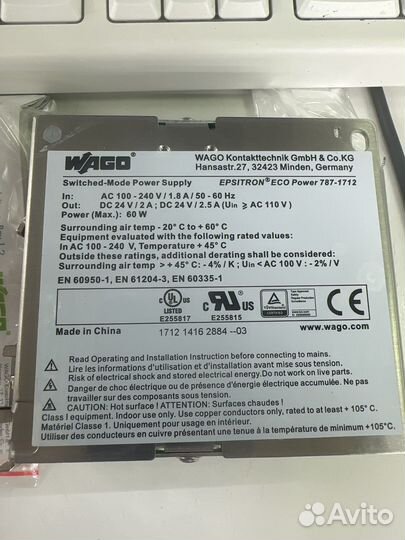 WAGO
WAGO Kontakttechnik GmbH & Co.KG
Hansastr.27, 32423 Minden, Germany
Switched-Mode Power Supply EPSITRON® ECO Power 787-1712
In: AC 100 - 240 V / 1.8 A / 50 - 60 Hz
Out: DC 24 V / 2 A ; DC 24 V / 2.5 A (Uin ≥ AC 110 V )
Power (Max.): 60 W
Surrounding air temp - 20° C to + 60° C
Equipment evaluated with the following rated values:
In AC 100 - 240 V, Temperature + 45° C
Outside these ratings, additional derating shall be considered:
Surrounding air temp > + 45° C: - 4% / K ; Uin < AC 100 V : - 2% / V
EN 60950-1, EN 61204-3, EN 60335-1
c UL US LISTED
E255817
c RU US
E255815
Made in China
1712 1416 2884 --03
www.wago.com
Read Operating and Installation Instruction before connecting to mains.
Lire les informations d'utilisation et d'installation avant mise sous tension
Risk of electrical shock and stored electrical energy.Do not work on live parts.
Danger de choc électrique ou de présence d'énergie électrique accumulée. Ne pas
travailler sur des composants sous tension.
CAUTION: Hot surface ! ATTENTION: Surface chaude !
Class I equipment. Indoor use. Use copper conductors only, rated to at least + 105° C.
Matériel Classe 1. Uniquement pour usage en intérieur.
Utiliser des conducteurs en cuivre présentant une tenue en température de minimum +105°C.
WAGO
Avito